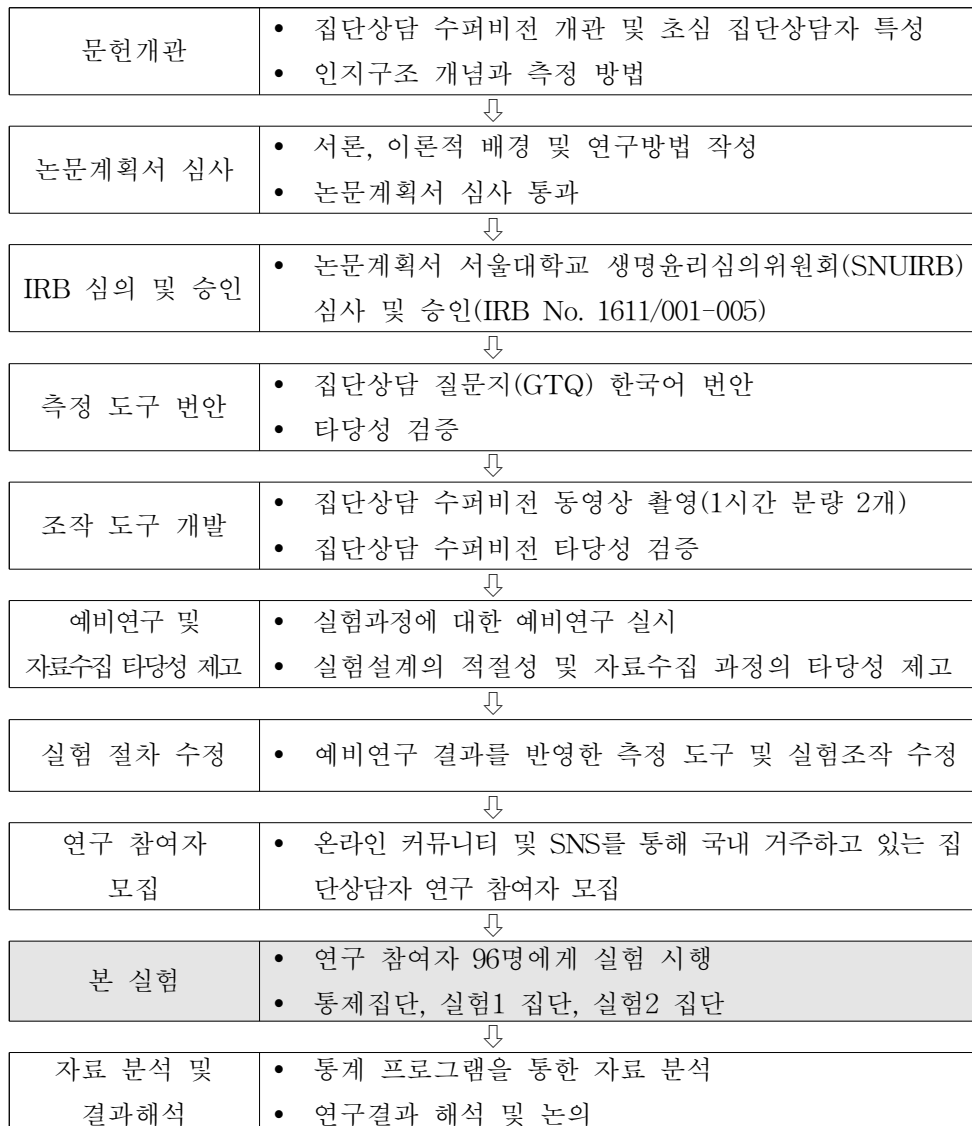 문헌개관
• 집단상담 수퍼비전 개관 및 초심 집단상담자 특성
• 인지구조 개념과 측정 방법
⇩
논문계획서 심사
• 서론, 이론적 배경 및 연구방법 작성
• 논문계획서 심사 통과
⇩
IRB 심의 및 승인
• 논문계획서 서울대학교 생명윤리심의위원회(SNUIRB)
심사 및 승인(IRB No. 1611/001-005)
⇩
측정 도구 번안
• 집단상담 질문지(GTQ) 한국어 번안
• 타당성 검증
⇩
조작 도구 개발
• 집단상담 수퍼비전 동영상 촬영(1시간 분량 2개)
• 집단상담 수퍼비전 타당성 검증
⇩
예비연구 및
자료수집 타당성 제고
• 실험과정에 대한 예비연구 실시
• 실험설계의 적절성 및 자료수집 과정의 타당성 제고
⇩
실험 절차 수정
• 예비연구 결과를 반영한 측정 도구 및 실험조작 수정
⇩
연구 참여자
모집
• 온라인 커뮤니티 및 SNS를 통해 국내 거주하고 있는 집
단상담자 연구 참여자 모집
⇩
본 실험
• 연구 참여자 96명에게 실험 시행
• 통제집단, 실험1 집단, 실험2 집단
⇩
자료 분석 및
결과해석
• 통계 프로그램을 통한 자료 분석
• 연구결과 해석 및 논의